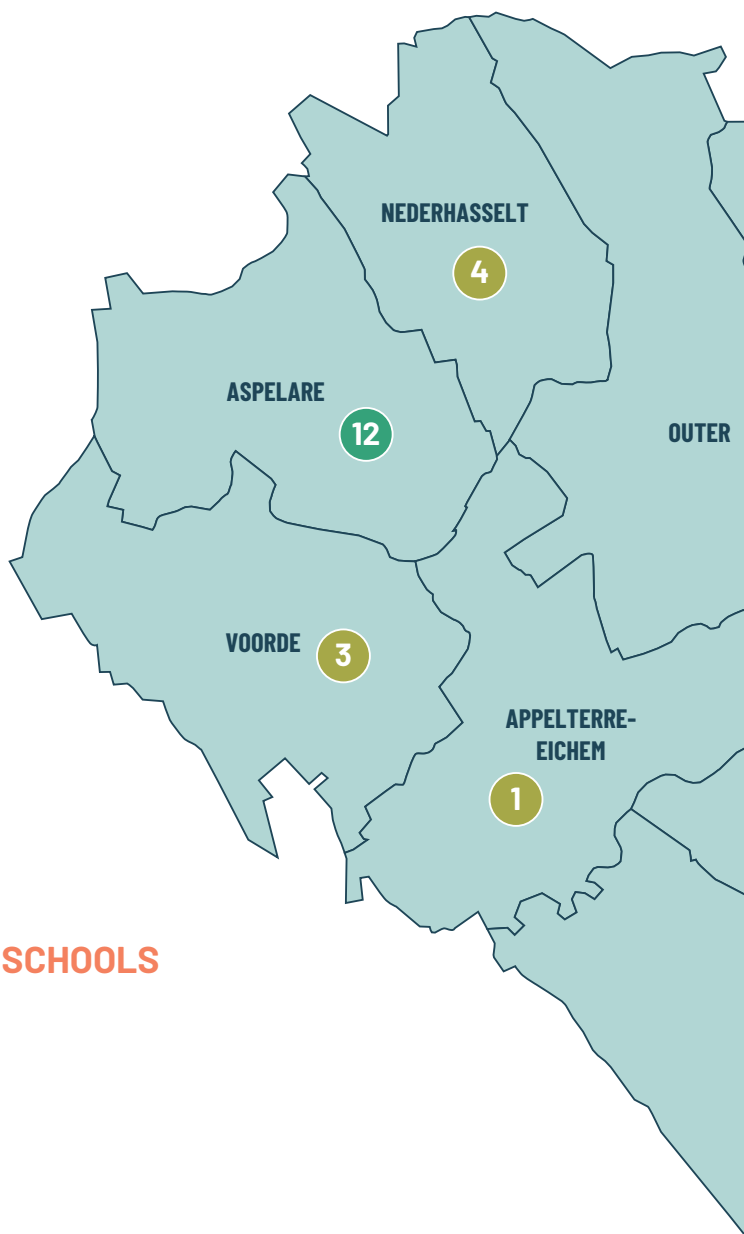 NEDERHASSELT
4
ASPELARE
12
OUTER
VOORDE
3
APPELTERRE-
EICHEM
1
SCHOOLS